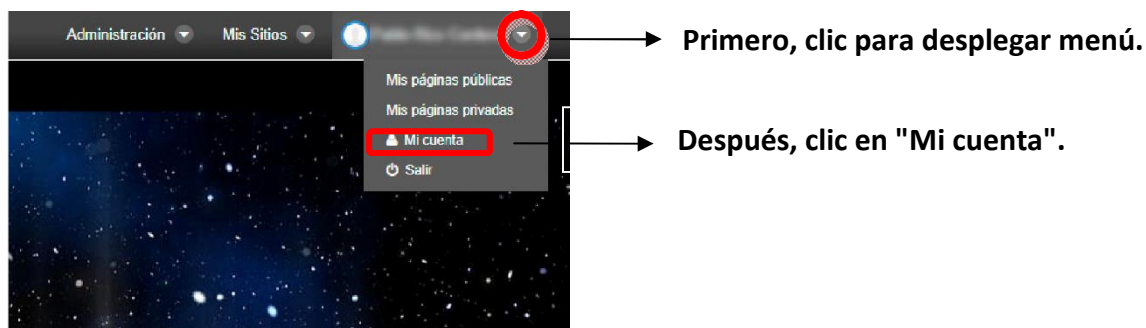 Administración Mis Sitios
Primero, clic para desplegar menú.
Mis páginas públicas
Mis páginas privadas
Mi cuenta
Después, clic en "Mi cuenta".
Salir